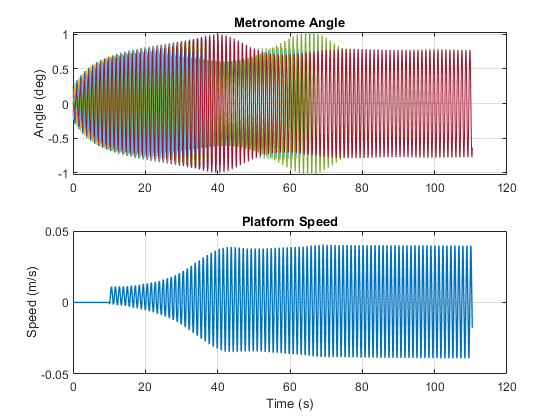 Metronome Angle
Angle (deg)
1
0.5
0
-0.5
-1
0 20 40 60 80 100 120
Platform Speed
Speed (m/s)
0.05
0
-0.05
0 20 40 60 80 100 120
Time (s)